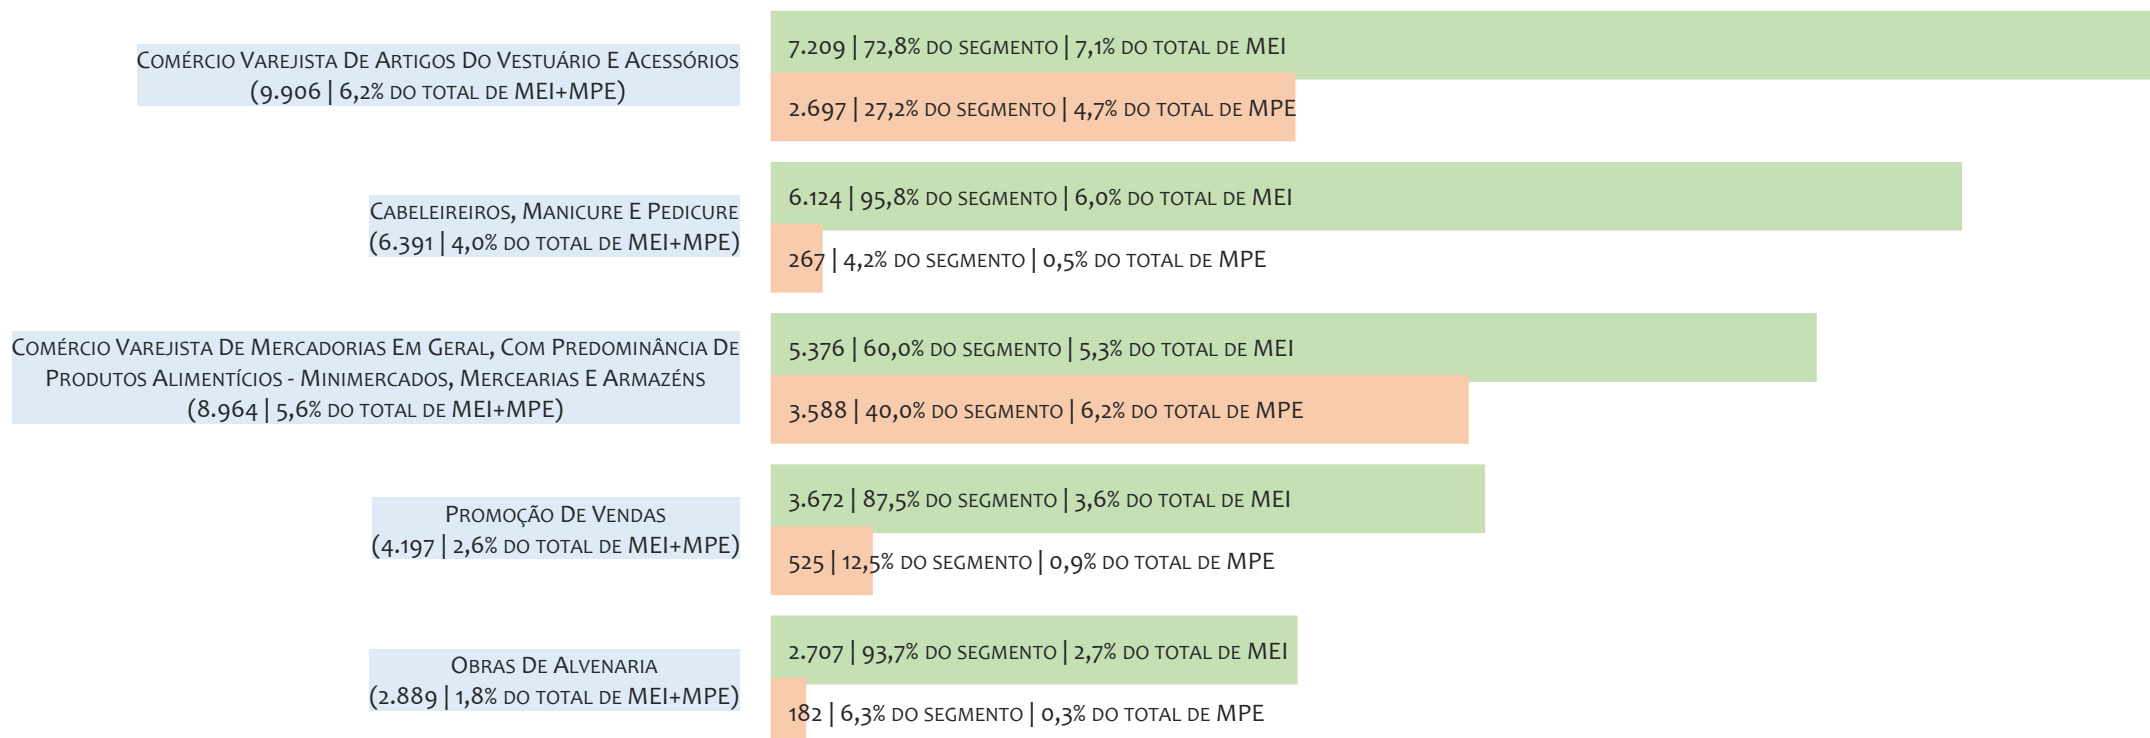 Comércio Varejista De Artigos Do Vestuário E Acessórios
(9.906 | 6,2% do total de MEI+MPE)
7.209 | 72,8% do segmento | 7,1% do total de MEI
2.697 | 27,2% do segmento | 4,7% do total de MPE
Cabeleireiros, Manicure E Pedicure
(6.391 | 4,0% do total de MEI+MPE)
6.124 | 95,8% do segmento | 6,0% do total de MEI
267 | 4,2% do segmento | 0,5% do total de MPE
Comércio Varejista De Mercadorias Em Geral, Com Predominância De
Produtos Alimentícios - Minimercados, Mercearias E Armazéns
(8.964 | 5,6% do total de MEI+MPE)
5.376 | 60,0% do segmento | 5,3% do total de MEI
3.588 | 40,0% do segmento | 6,2% do total de MPE
Promoção De Vendas
(4.197 | 2,6% do total de MEI+MPE)
3.672 | 87,5% do segmento | 3,6% do total de MEI
525 | 12,5% do segmento | 0,9% do total de MPE
Obras De Alvenaria
(2.889 | 1,8% do total de MEI+MPE)
2.707 | 93,7% do segmento | 2,7% do total de MEI
182 | 6,3% do segmento | 0,3% do total de MPE